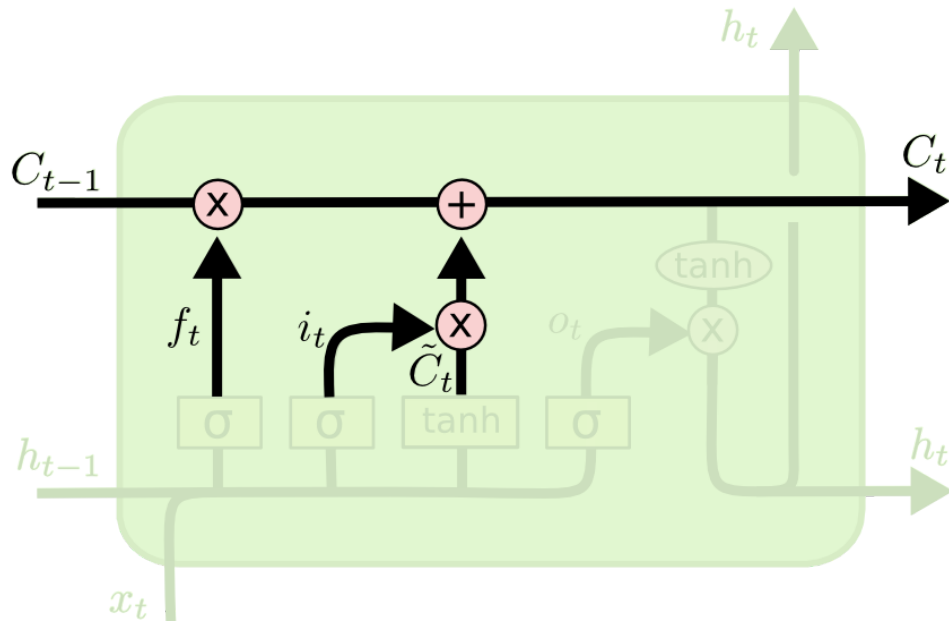 h_t
C_{t-1} C_t
x +
tanh
f_t i_t x o_t x
C̃_t
σ σ tanh σ
h_{t-1} h_t
x_t